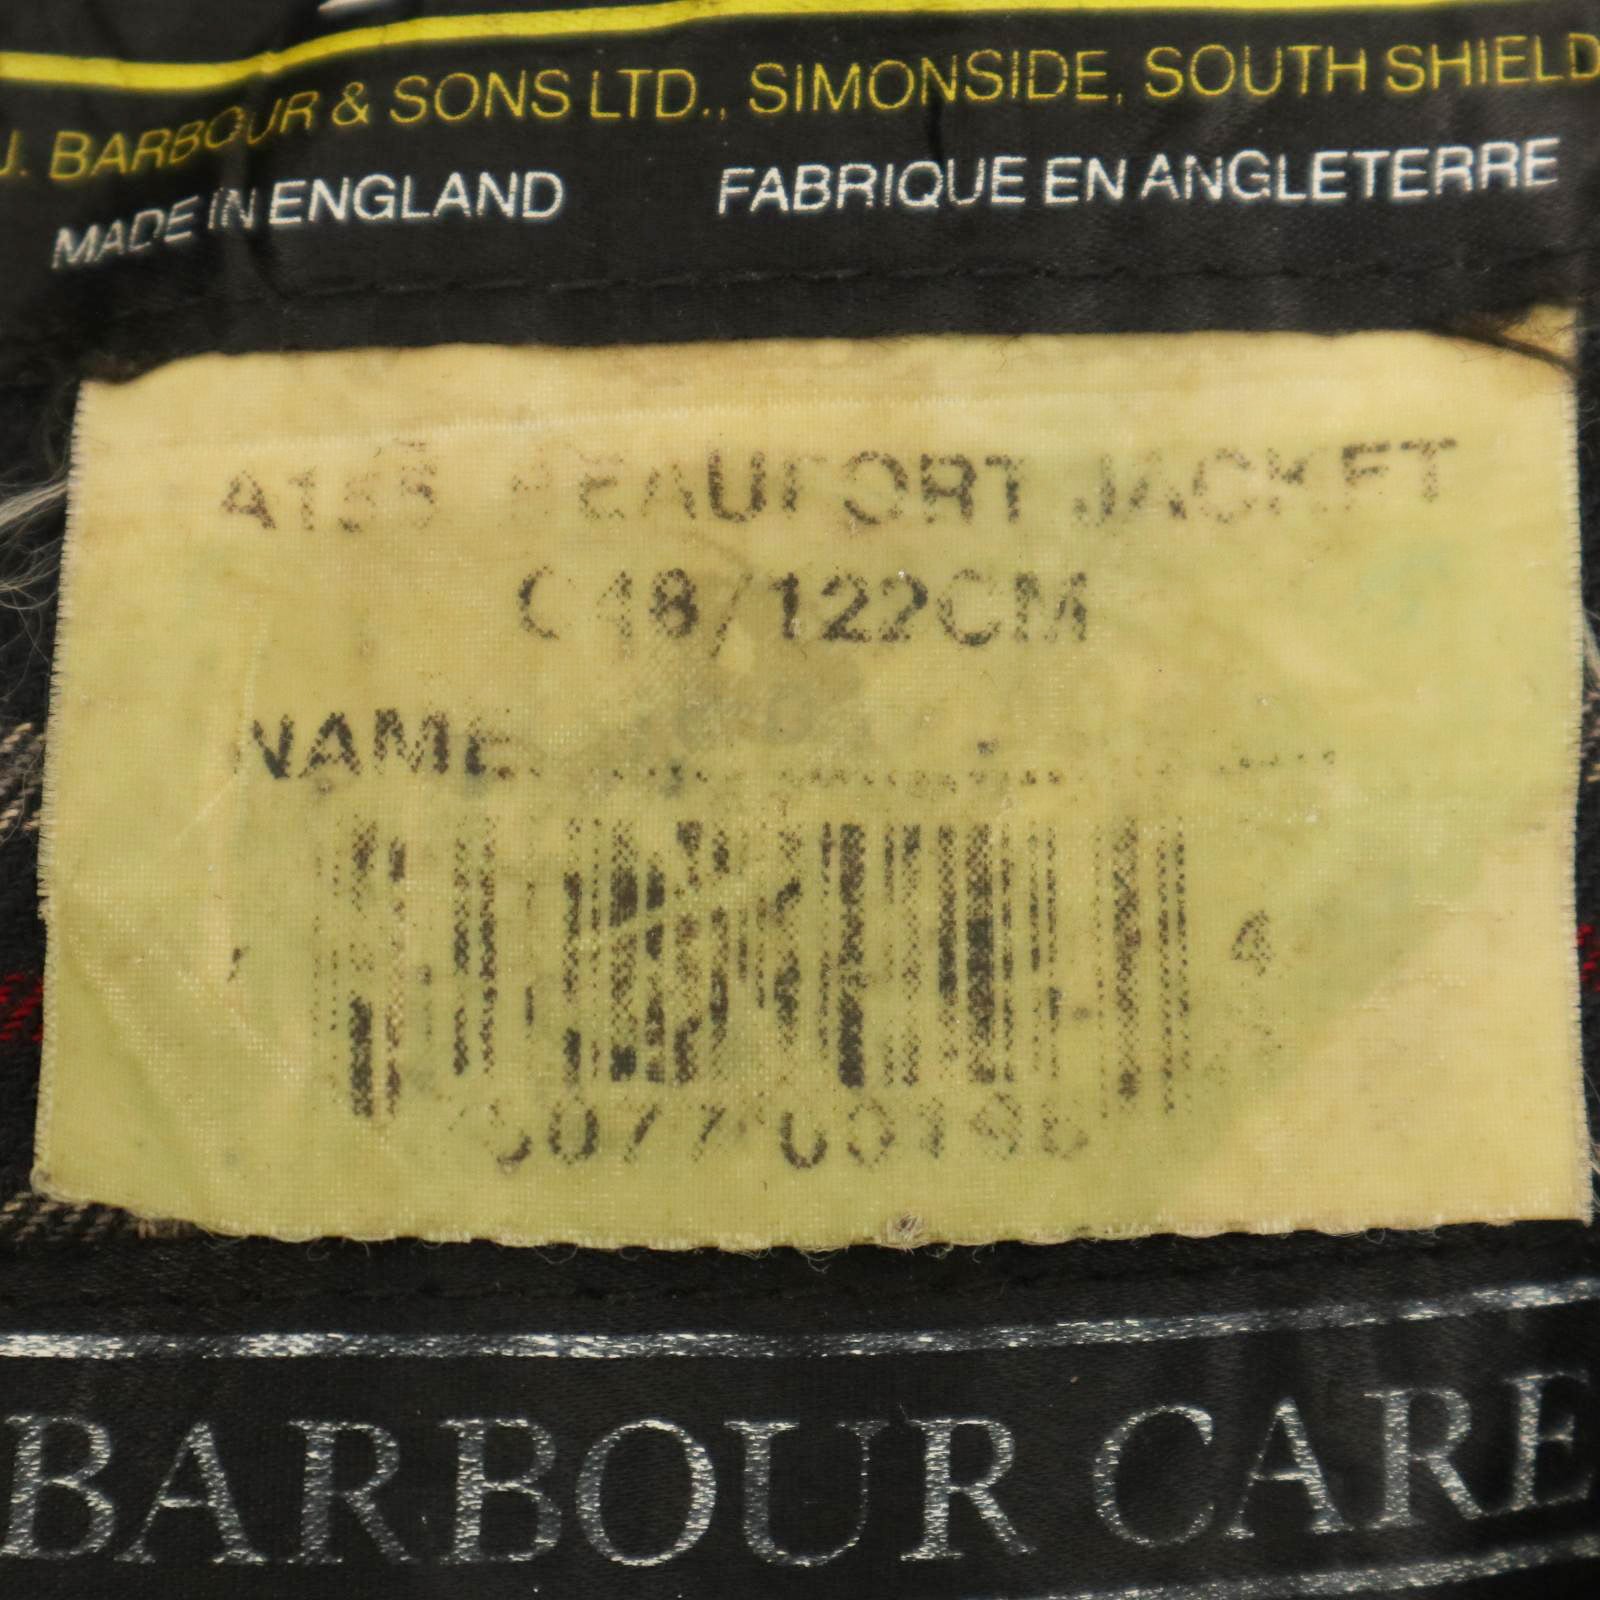 J. BARBOUR & SONS LTD., SIMONSIDE, SOUTH SHIELD
MADE IN ENGLAND FABRIQUE EN ANGLETERRE
A155 BEAUFORT JACKET
C48/122CM
NAME
4
BARBOUR CARE